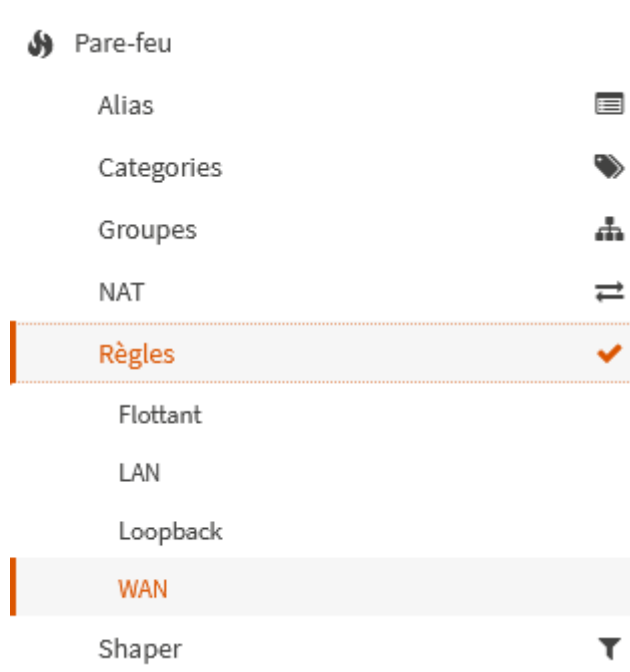 Pare-feu
Alias
Categories
Groupes
NAT
Règles
Flottant
LAN
Loopback
WAN
Shaper